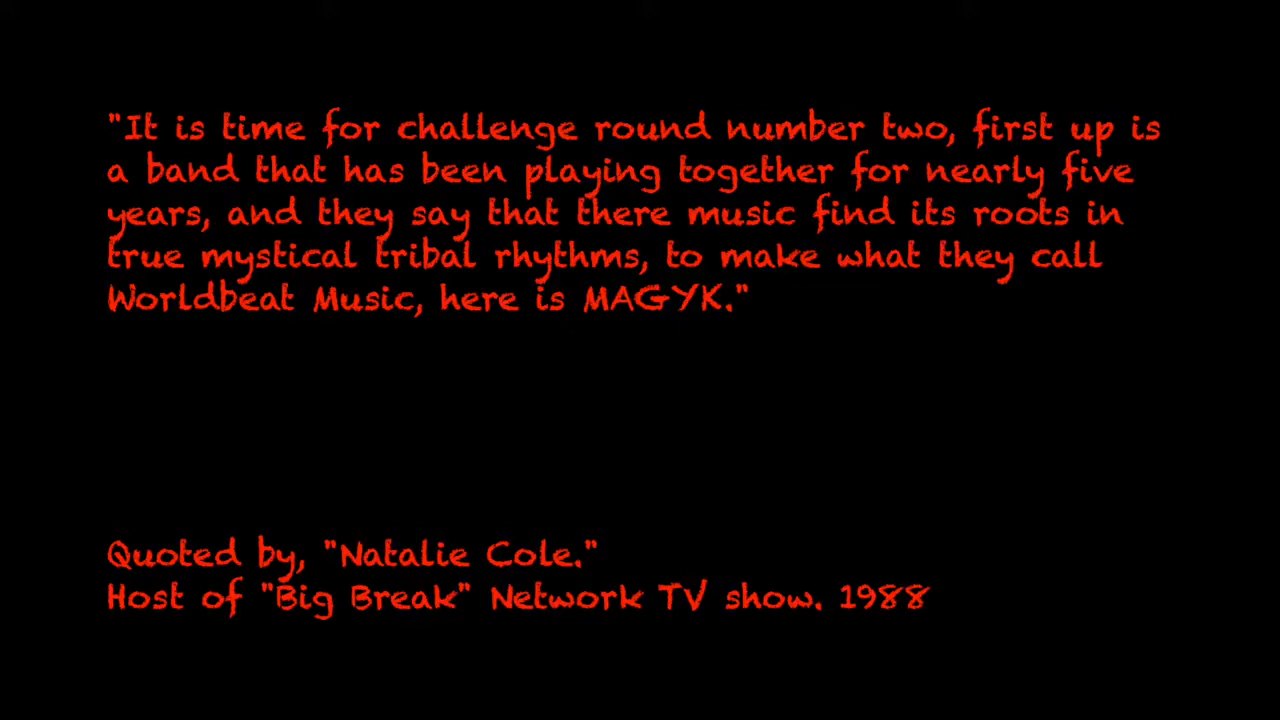 "It is time for challenge round number two, first up is
a band that has been playing together for nearly five
years, and they say that there music find its roots in
true mystical tribal rhythms, to make what they call
Worldbeat Music, here is MAGYK."
Quoted by, "Natalie Cole."
Host of "Big Break" Network TV show. 1988